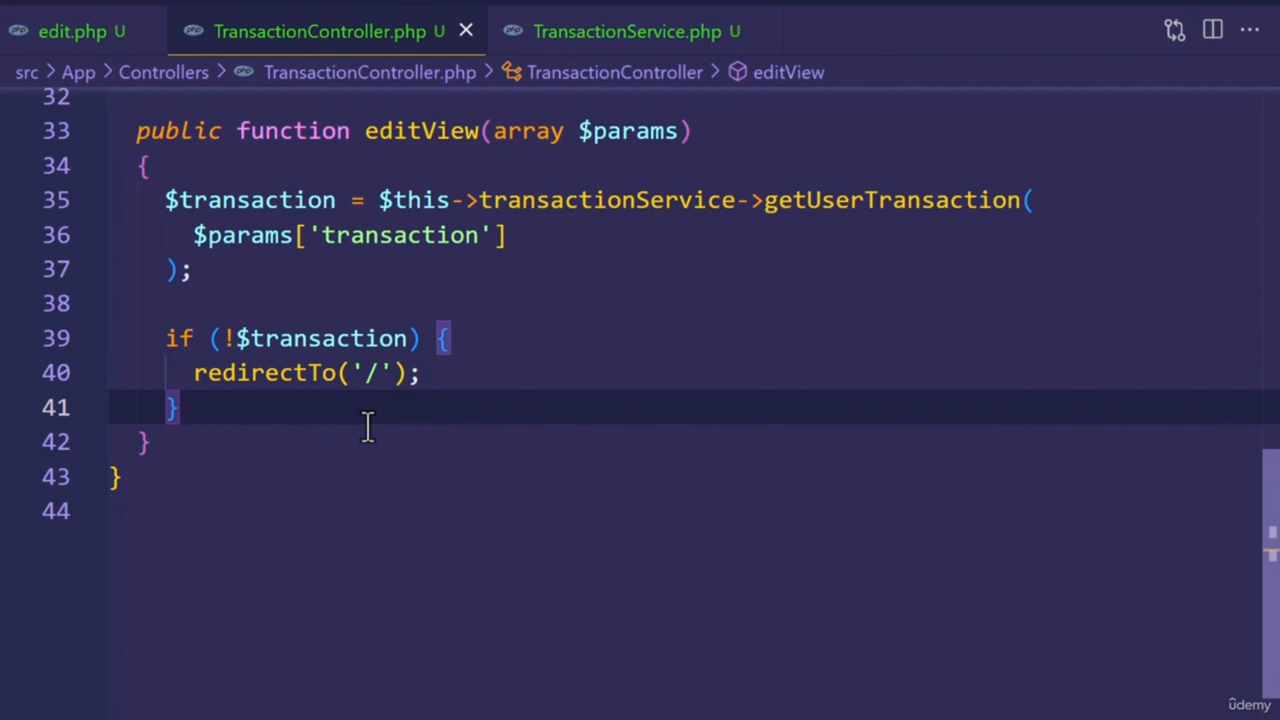 edit.php U TransactionController.php U TransactionService.php U
src > App > Controllers > TransactionController.php > TransactionController > editView
32
33 public function editView(array $params)
34 {
35 $transaction = $this->transactionService->getUserTransaction(
36 $params['transaction']
37 );
38
39 if (!$transaction) {
40 redirectTo('/');
41 }
42 }
43 }
44
ûdemy